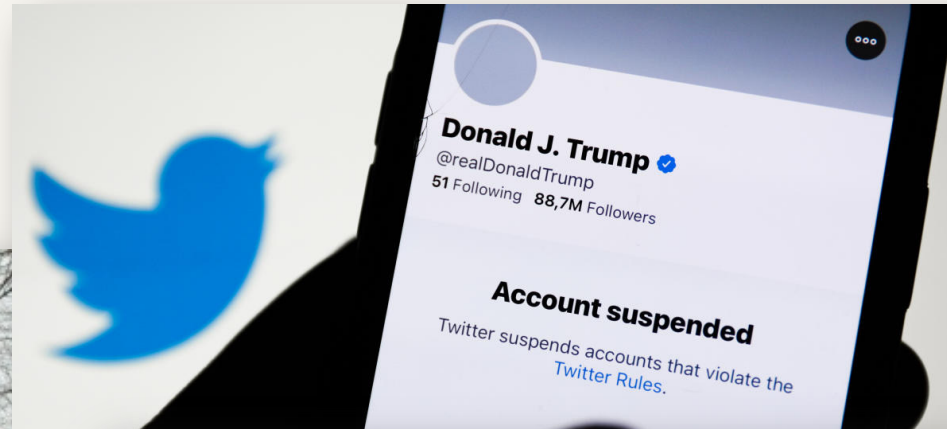 Donald J. Trump
@realDonaldTrump
51 Following 88,7M Followers
Account suspended
Twitter suspends accounts that violate the
Twitter Rules.